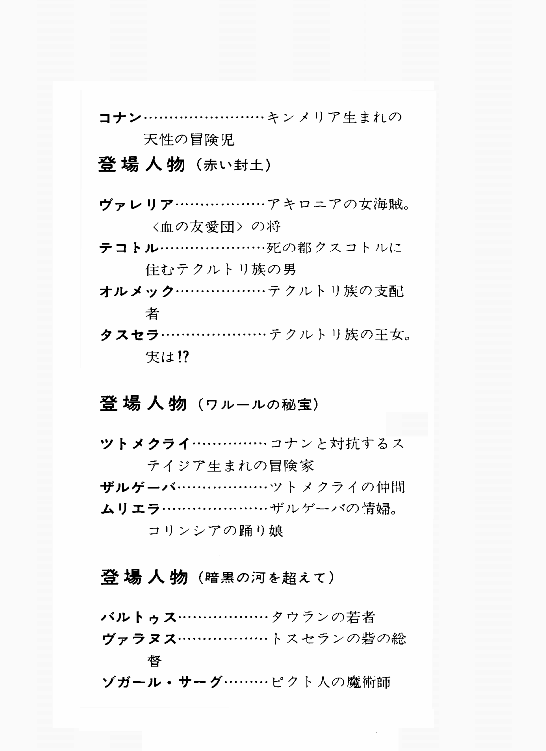 コナン……………………キンメリア生まれの
天性の冒険児
登場人物（赤い封土）
ヴァレリア………………アキロニアの女海賊。
〈血の友愛団〉の将
テコトル…………………死の都クスコトルに
住むテクルトリ族の男
オルメック………………テクルトリ族の支配
者
タスセラ…………………テクルトリ族の王女。
実は!?
登場人物（ワルールの秘宝）
ツトメクライ……………コナンと対抗するス
テイジア生まれの冒険家
ザルゲーバ………………ツトメクライの仲間
ムリエラ…………………ザルゲーバの情婦。
コリンシアの踊り娘
登場人物（暗黒の河を超えて）
バルトゥス………………タウランの若者
ヴァラヌス………………トスセランの砦の総
督
ゾガール・サーグ………ピクト人の魔術師